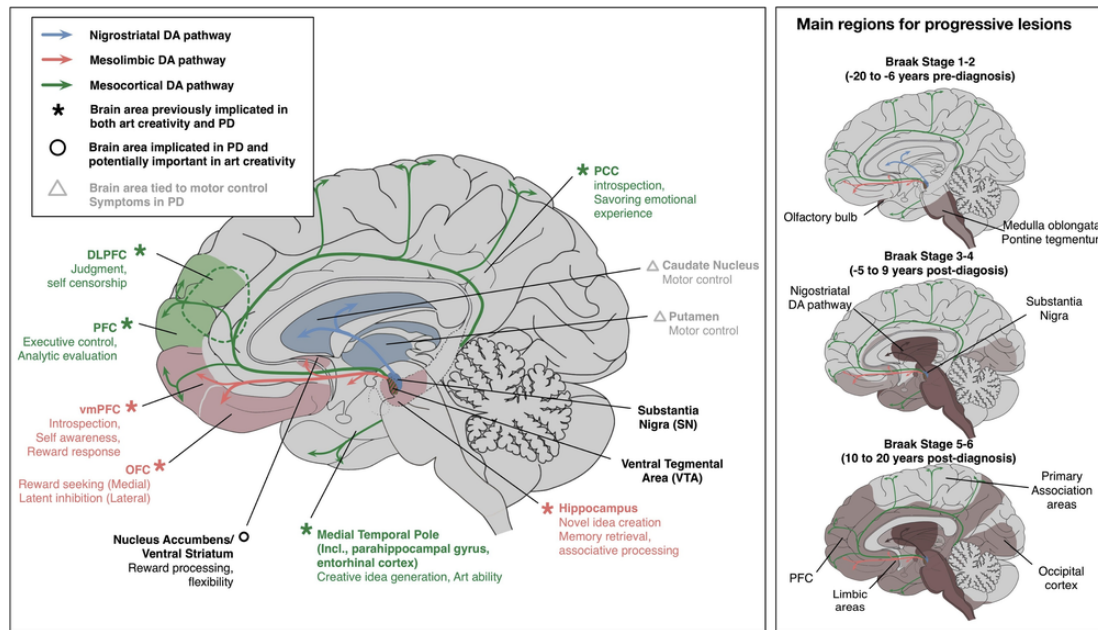 Nigrostriatal DA pathway
Mesolimbic DA pathway
Mesocortical DA pathway
Brain area previously implicated in
both art creativity and PD
Brain area implicated in PD and
potentially important in art creativity
Brain area tied to motor control
Symptoms in PD
PCC
introspection,
Savoring emotional
experience
DLPFC
Judgment,
self censorship
Caudate Nucleus
Motor control
PFC
Executive control,
Analytic evaluation
Putamen
Motor control
vmPFC
Introspection,
Self awareness,
Reward response
OFC
Reward seeking (Medial)
Latent inhibition (Lateral)
Substantia
Nigra (SN)
Ventral Tegmental
Area (VTA)
Hippocampus
Novel idea creation
Memory retrieval,
associative processing
Nucleus Accumbens/
Ventral Striatum
Reward processing,
flexibility
Medial Temporal Pole
(Incl., parahippocampal gyrus,
entorhinal cortex)
Creative idea generation, Art ability
Main regions for progressive lesions
Braak Stage 1-2
(-20 to -6 years pre-diagnosis)
Olfactory bulb
Medulla oblongata
Pontine tegmentum
Braak Stage 3-4
(-5 to 9 years post-diagnosis)
Nigostriatal
DA pathway
Substantia
Nigra
Braak Stage 5-6
(10 to 20 years post-diagnosis)
Primary
Association
areas
PFC
Limbic
areas
Occipital
cortex